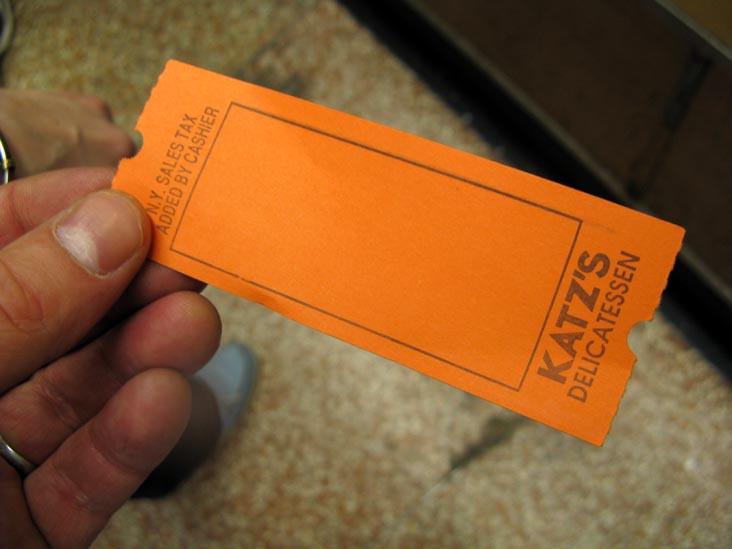 KATZ'S
DELICATESSEN
N.Y. SALES TAX
ADDED BY CASHIER